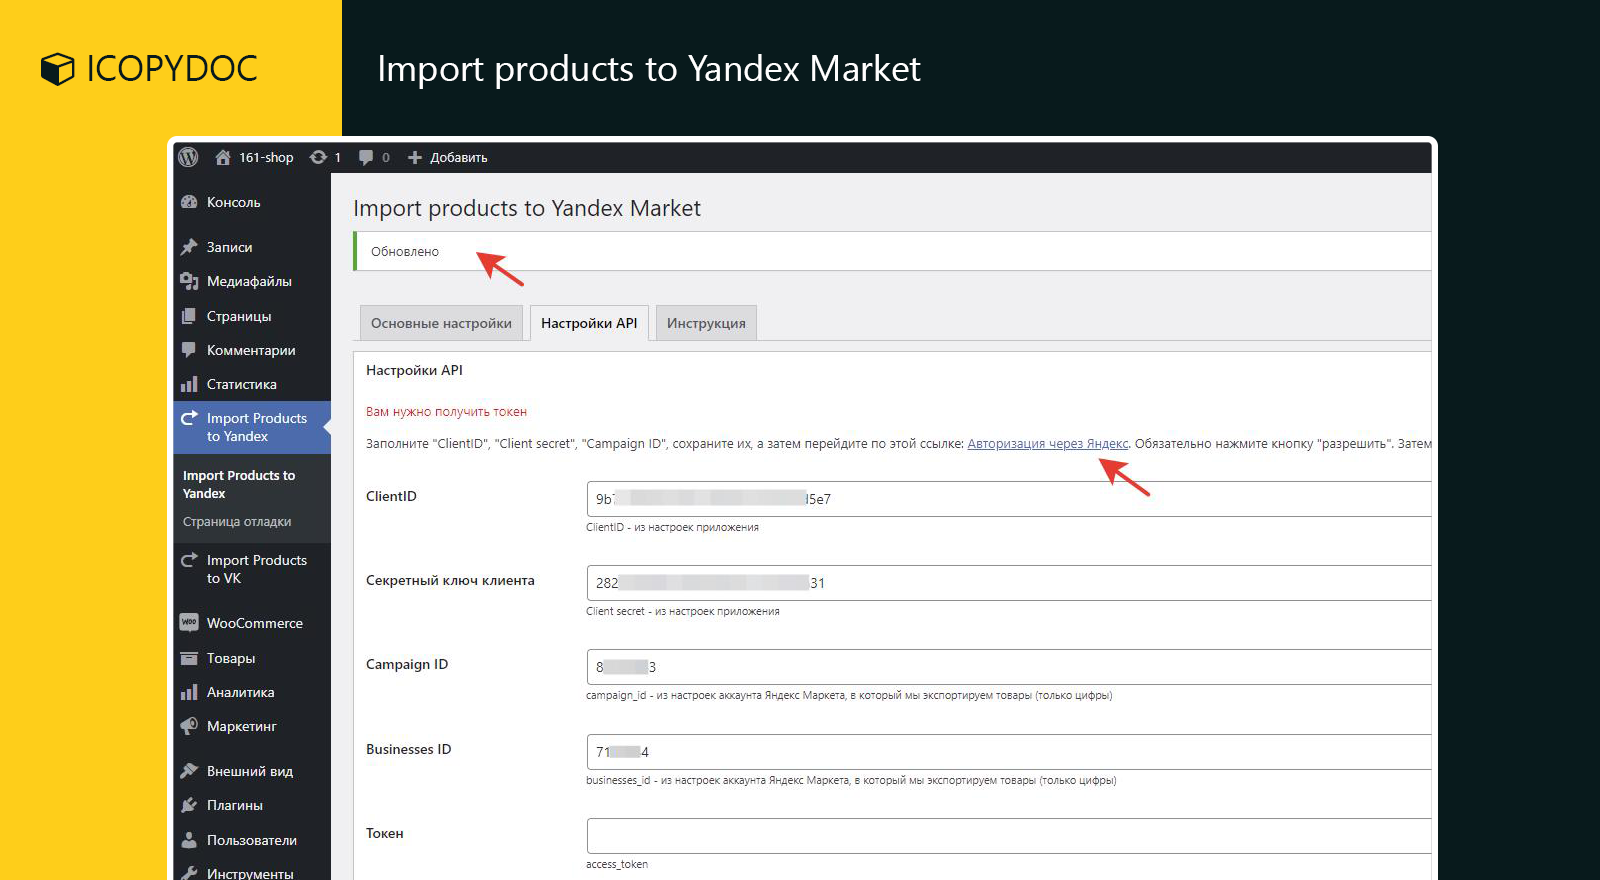 ICOPYDOC
Import products to Yandex Market
161-shop 1 0 Добавить
Консоль
Записи
Медиафайлы
Страницы
Комментарии
Статистика
Import Products
to Yandex
Import Products to
Yandex
Страница отладки
Import Products
to VK
WooCommerce
Товары
Аналитика
Маркетинг
Внешний вид
Плагины
Пользователи
Инструменты
Import products to Yandex Market
Обновлено
Основные настройки Настройки API Инструкция
Настройки API
Вам нужно получить токен
Заполните "ClientID", "Client secret", "Campaign ID", сохраните их, а затем перейдите по этой ссылке: Авторизация через Яндекс. Обязательно нажмите кнопку "разрешить". Затем
ClientID
9b7 d5e7
ClientID - из настроек приложения
Секретный ключ клиента
282 31
Client secret - из настроек приложения
Campaign ID
8 3
campaign_id - из настроек аккаунта Яндекс Маркета, в который мы экспортируем товары (только цифры)
Businesses ID
71 4
businesses_id - из настроек аккаунта Яндекс Маркета, в который мы экспортируем товары (только цифры)
Токен
access_token